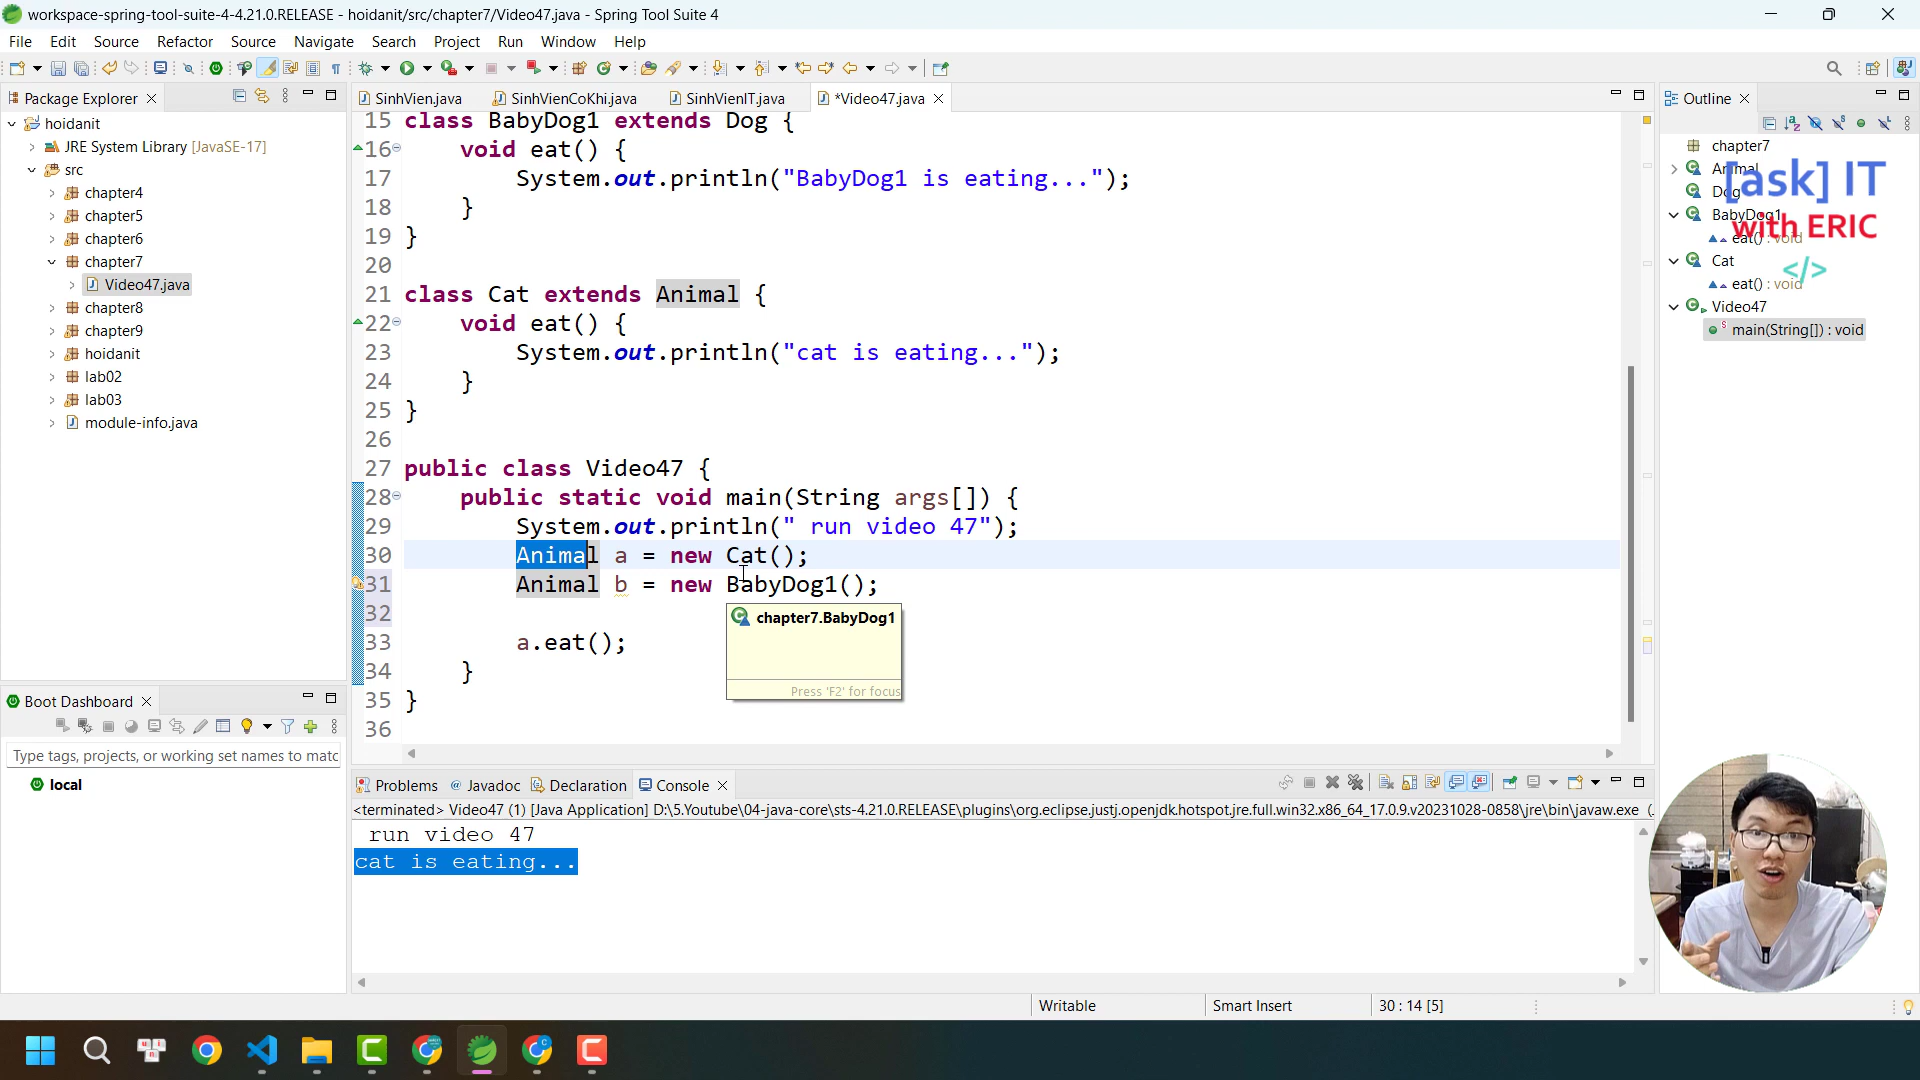 workspace-spring-tool-suite-4-4.21.0.RELEASE - hoidanit/src/chapter7/Video47.java - Spring Tool Suite 4
File Edit Source Refactor Source Navigate Search Project Run Window Help
Package Explorer
SinhVien.java SinhVienCoKhi.java SinhVienIT.java *Video47.java
Outline
hoidanit
JRE System Library [JavaSE-17]
src
chapter4
chapter5
chapter6
chapter7
Video47.java
chapter8
chapter9
hoidanit
lab02
lab03
module-info.java
15 class BabyDog1 extends Dog {
16 void eat() {
17 System.out.println("BabyDog1 is eating...");
18 }
19 }
20
21 class Cat extends Animal {
22 void eat() {
23 System.out.println("cat is eating...");
24 }
25 }
26
27 public class Video47 {
28 public static void main(String args[]) {
29 System.out.println(" run video 47");
30 Animal a = new Cat();
31 Animal b = new BabyDog1();
32
33 a.eat();
34 }
35 }
36
chapter7.BabyDog1
Press 'F2' for focus
chapter7
Animal
Dog
BabyDog1
eat() : void
Cat
eat() : void
Video47
main(String[]) : void
[ask] IT
with ERIC
</>
Boot Dashboard
Type tags, projects, or working set names to matc
local
Problems Javadoc Declaration Console
<terminated> Video47 (1) [Java Application] D:\5.Youtube\04-java-core\sts-4.21.0.RELEASE\plugins\org.eclipse.justj.openjdk.hotspot.jre.full.win32.x86_64_17.0.9.v20231028-0858\jre\bin\javaw.exe (
run video 47
cat is eating...
Writable Smart Insert 30 : 14 [5]